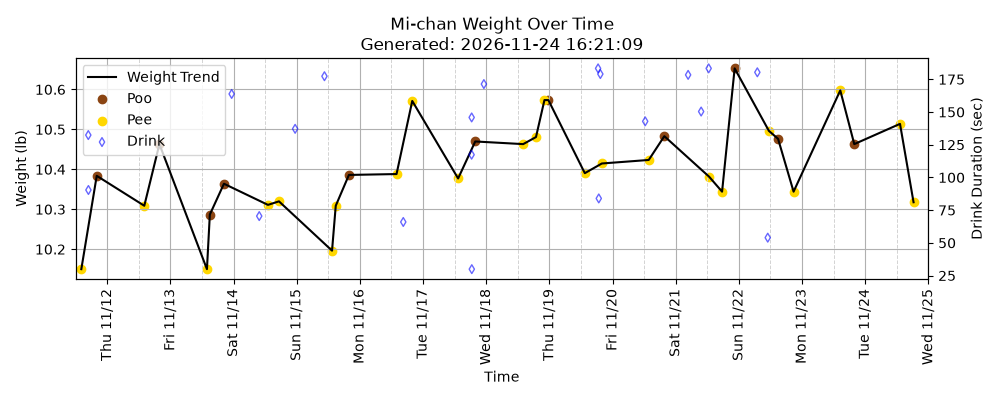 Mi-chan Weight Over Time
Generated: 2026-11-24 16:21:09
Weight Trend
Poo
Pee
Drink
Weight (lb)
10.6
10.5
10.4
10.3
10.2
Drink Duration (sec)
175
150
125
100
75
50
25
Thu 11/12
Fri 11/13
Sat 11/14
Sun 11/15
Mon 11/16
Tue 11/17
Wed 11/18
Thu 11/19
Fri 11/20
Sat 11/21
Sun 11/22
Mon 11/23
Tue 11/24
Wed 11/25
Time